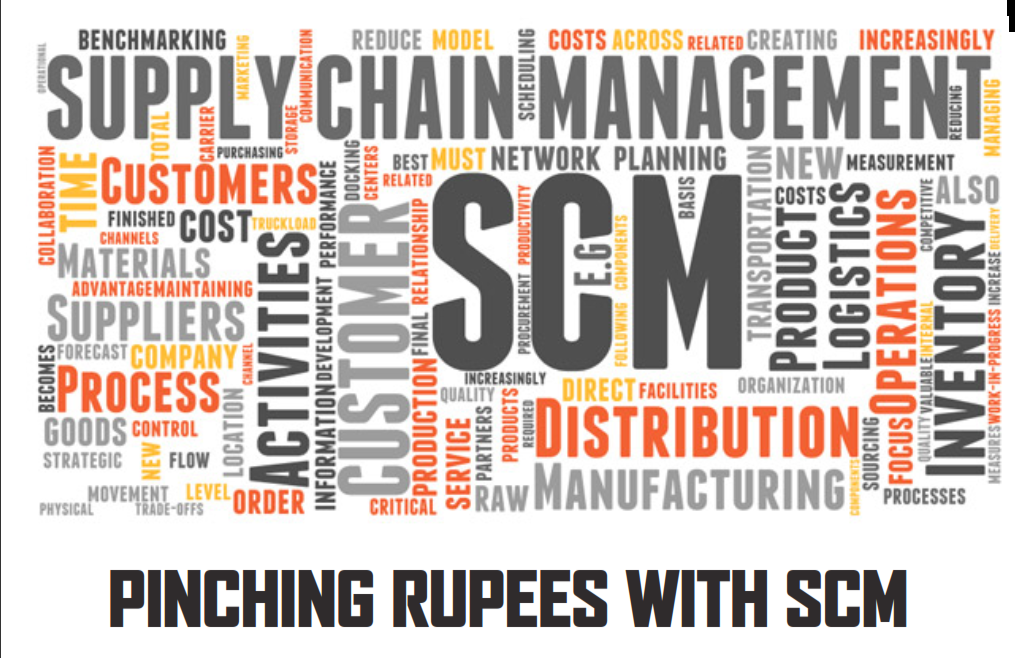 OPERATIONAL
BENCHMARKING
MARKETING
COMMUNICATION
REDUCE MODEL
SCHEDULING
COSTS ACROSS RELATED CREATING INCREASINGLY
SUPPLY CHAIN MANAGEMENT
REDUCING
MANAGING
TOTAL
CARRIER
STORAGE
PURCHASING
COLLABORATION
TIME
CUSTOMERS
PERFORMANCE
DOCKING
CENTERS
BEST MUST NETWORK PLANNING
RELATED
BASIS
TRANSPORTATION
NEW MEASUREMENT
COSTS
LOGISTICS
COMPETITIVE
ALSO
FINISHED COST TRUCKLOAD
CHANNELS
MATERIALS
ACTIVITIES
CUSTOMER
RELATIONSHIP
SCM
PRODUCTIVITY
E.G
COMPONENTS
PRODUCT
OPERATIONS
INVENTORY
DELIVERY
ADVANTAGE MAINTAINING
SUPPLIERS
DEVELOPMENT
FINAL
PROCUREMENT
FOLLOWING
INTERNAL
INCREASE
BECOMES
FORECAST COMPANY
CHANNEL
PROCESS
INCREASINGLY
DIRECT FACILITIES ORGANIZATION
VALUABLE
WORK-IN-PROGRESS
GOODS CONTROL
LOCATION
INFORMATION
PRODUCTION
QUALITY
PRODUCTS
REQUIRED
DISTRIBUTION
SOURCING
FOCUS
QUALITY
MEASURES
STRATEGIC
NEW
FLOW
SERVICE
PARTNERS
MOVEMENT LEVEL ORDER
PHYSICAL TRADE-OFFS
CRITICAL
RAW MANUFACTURING
COMPONENTS
PROCESSES
PINCHING RUPEES WITH SCM